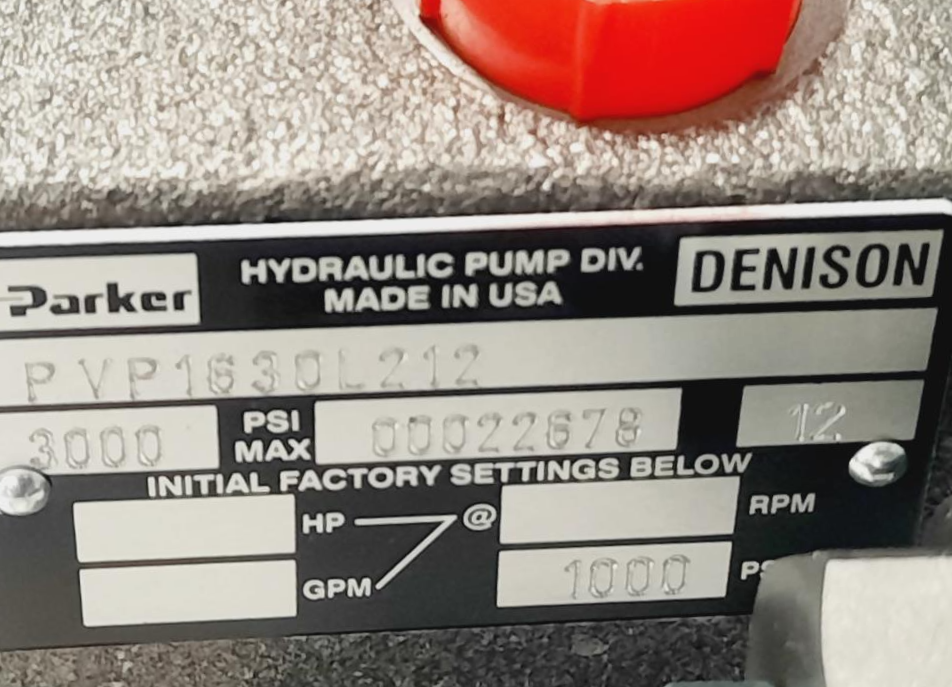 Parker HYDRAULIC PUMP DIV. DENISON
MADE IN USA
PVP1630L212
3000 PSI MAX 00022678 12
INITIAL FACTORY SETTINGS BELOW
HP @ RPM
GPM 1000